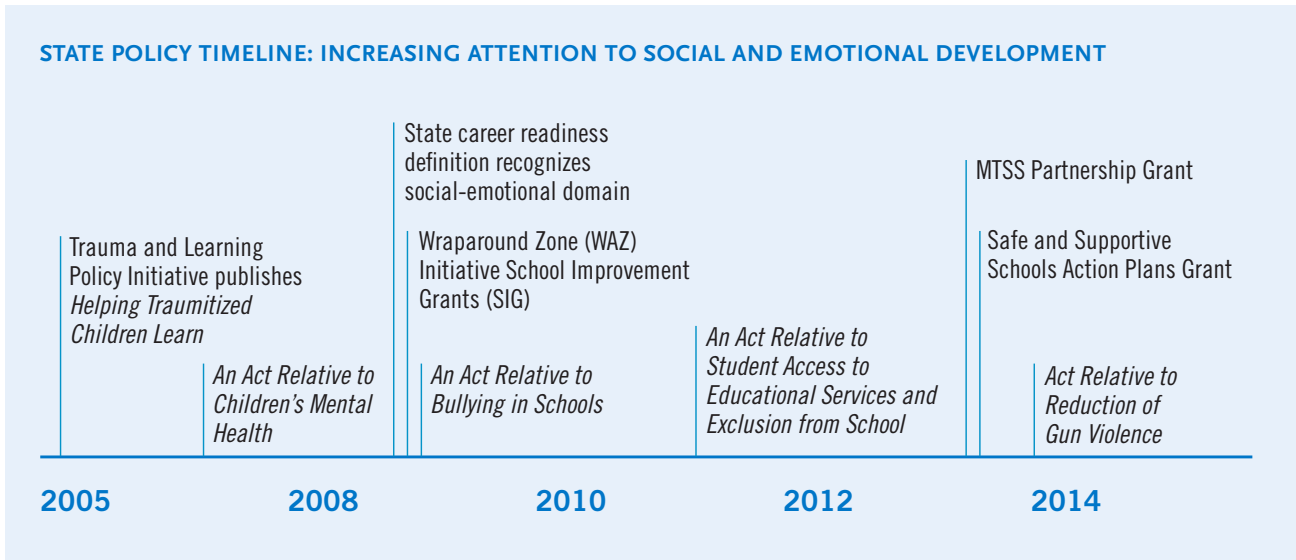 STATE POLICY TIMELINE: INCREASING ATTENTION TO SOCIAL AND EMOTIONAL DEVELOPMENT
Trauma and Learning
Policy Initiative publishes
Helping Traumitized
Children Learn
An Act Relative to
Children's Mental
Health
State career readiness
definition recognizes
social-emotional domain
Wraparound Zone (WAZ)
Initiative School Improvement
Grants (SIG)
An Act Relative to
Bullying in Schools
An Act Relative to
Student Access to
Educational Services and
Exclusion from School
MTSS Partnership Grant
Safe and Supportive
Schools Action Plans Grant
Act Relative to
Reduction of
Gun Violence
2005
2008
2010
2012
2014